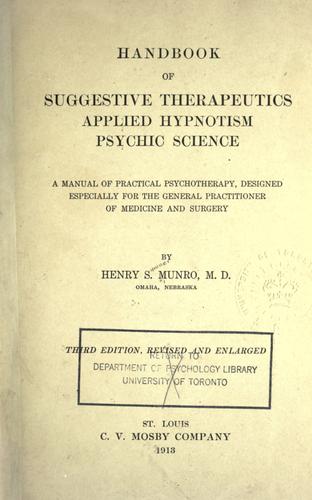 HANDBOOK
OF
SUGGESTIVE THERAPEUTICS
APPLIED HYPNOTISM
PSYCHIC SCIENCE
A MANUAL OF PRACTICAL PSYCHOTHERAPY, DESIGNED
ESPECIALLY FOR THE GENERAL PRACTITIONER
OF MEDICINE AND SURGERY
BY
HENRY S. MUNRO, M. D.
OMAHA, NEBRASKA
THIRD EDITION, REVISED AND ENLARGED
RETURN TO
DEPARTMENT OF PSYCHOLOGY LIBRARY
UNIVERSITY OF TORONTO
ST. LOUIS
C. V. MOSBY COMPANY
1913